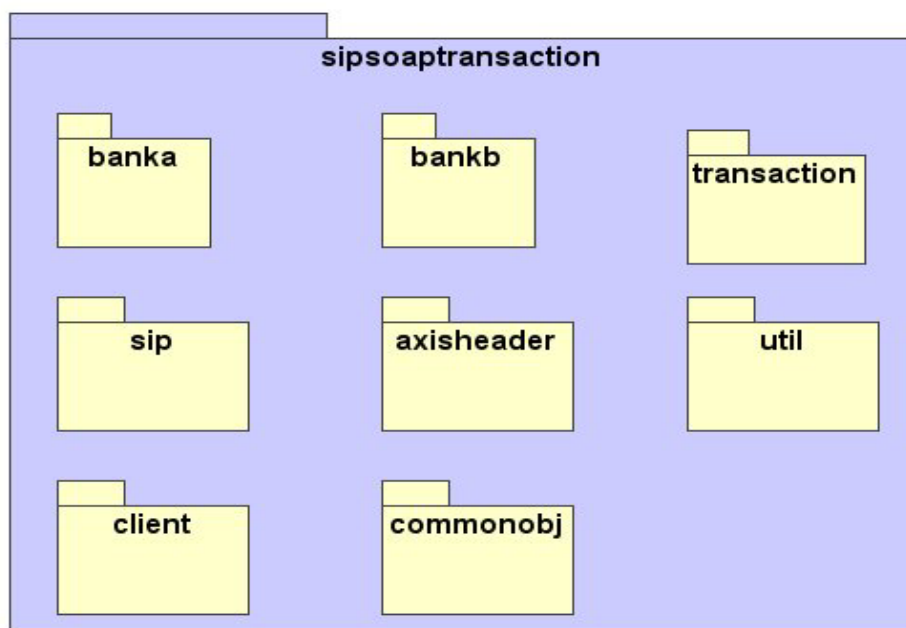 sipsoaptransaction
banka
bankb
transaction
sip
axisheader
util
client
commonobj